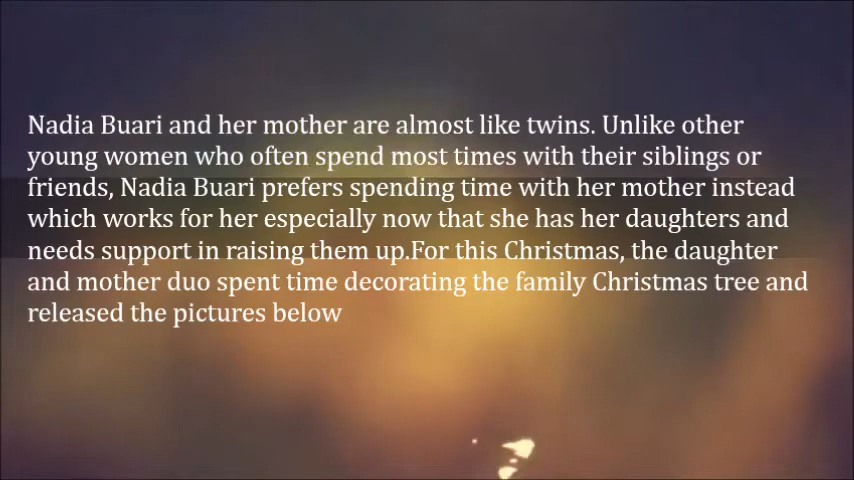 Nadia Buari and her mother are almost like twins. Unlike other
young women who often spend most times with their siblings or
friends, Nadia Buari prefers spending time with her mother instead
which works for her especially now that she has her daughters and
needs support in raising them up.For this Christmas, the daughter
and mother duo spent time decorating the family Christmas tree and
released the pictures below